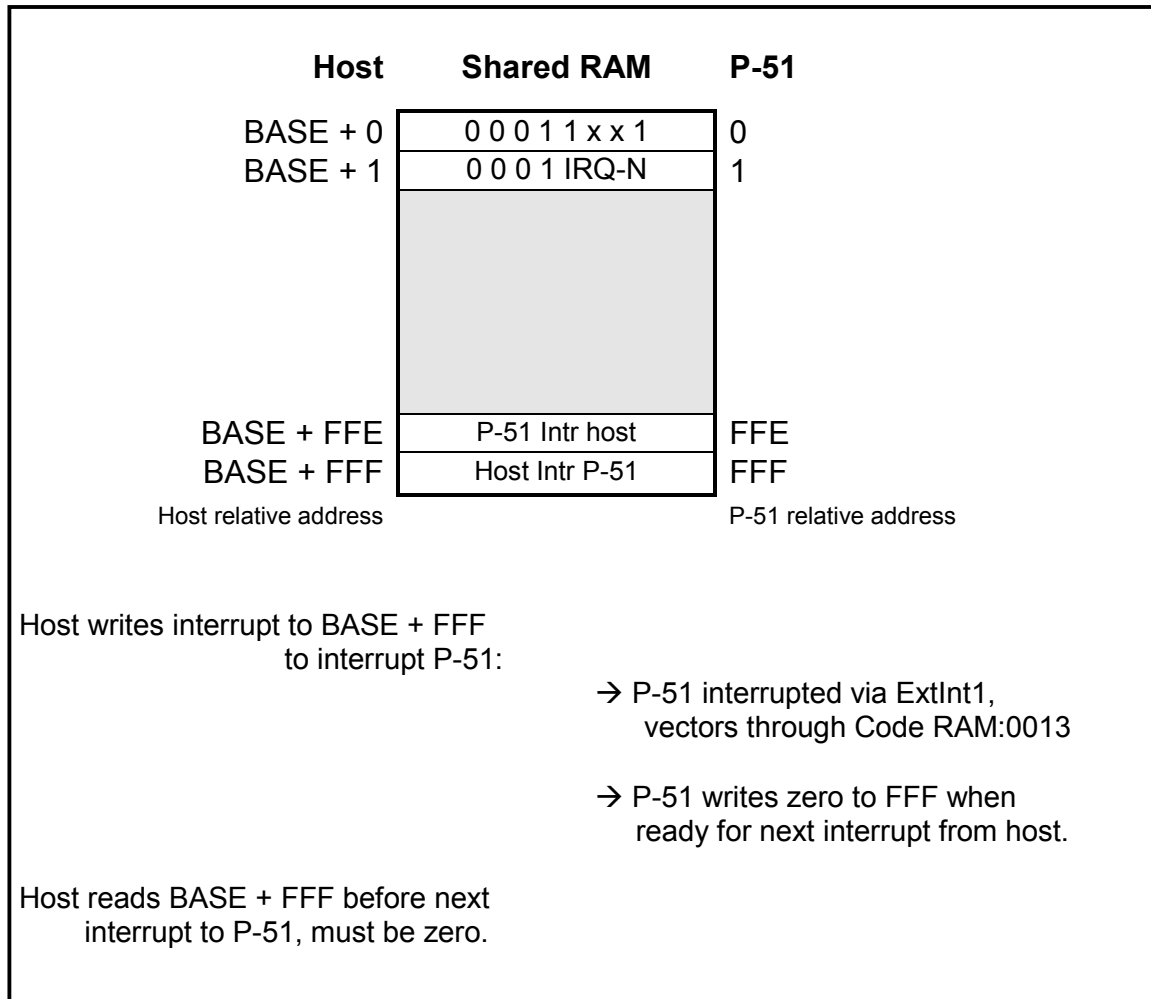 Host Shared RAM P-51
BASE + 0 0 0 0 1 1 x x 1 0
BASE + 1 0 0 0 1 IRQ-N 1
BASE + FFE P-51 Intr host FFE
BASE + FFF Host Intr P-51 FFF
Host relative address P-51 relative address
Host writes interrupt to BASE + FFF
to interrupt P-51:
→ P-51 interrupted via ExtInt1,
vectors through Code RAM:0013
→ P-51 writes zero to FFF when
ready for next interrupt from host.
Host reads BASE + FFF before next
interrupt to P-51, must be zero.